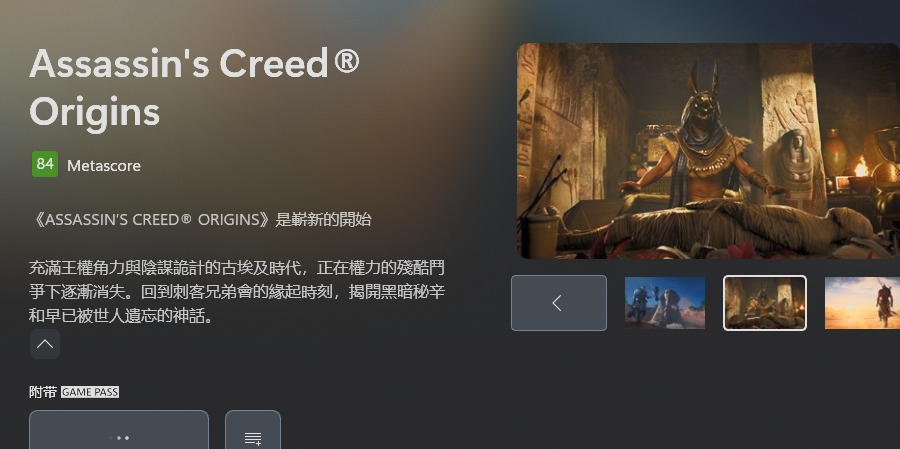 Assassin's Creed®
Origins
84 Metascore
《ASSASSIN'S CREED® ORIGINS》是嶄新的開始
充滿王權角力與陰謀詭計的古埃及時代，正在權力的殘酷鬥
爭下逐漸消失。回到刺客兄弟會的緣起時刻，揭開黑暗秘辛
和早已被世人遺忘的神話。
附带 GAME PASS